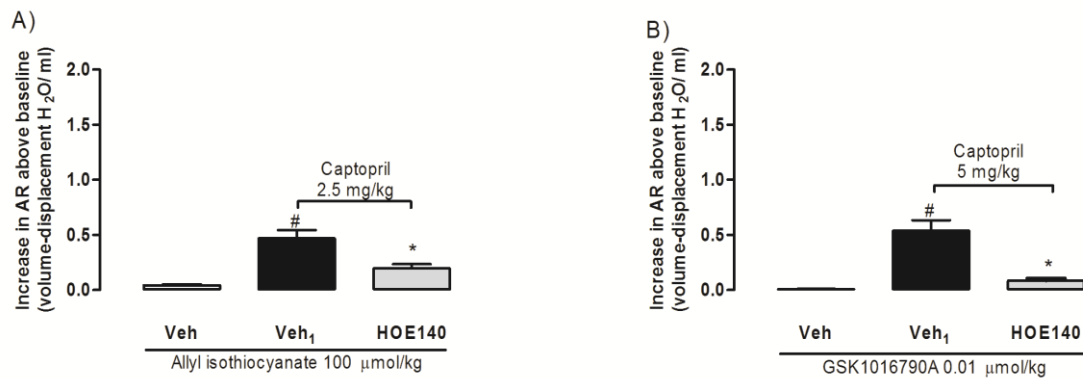 A)
Increase in AR above baseline
(volume-displacement H₂O/ ml)
2.0
1.5
1.0
0.5
0.0
Captopril
2.5 mg/kg
#
*
Veh
Veh₁
HOE140
Allyl isothiocyanate 100 μmol/kg
B)
Increase in AR above baseline
(volume-displacement H₂O/ ml)
2.0
1.5
1.0
0.5
0.0
Captopril
5 mg/kg
#
*
Veh
Veh₁
HOE140
GSK1016790A 0.01 μmol/kg